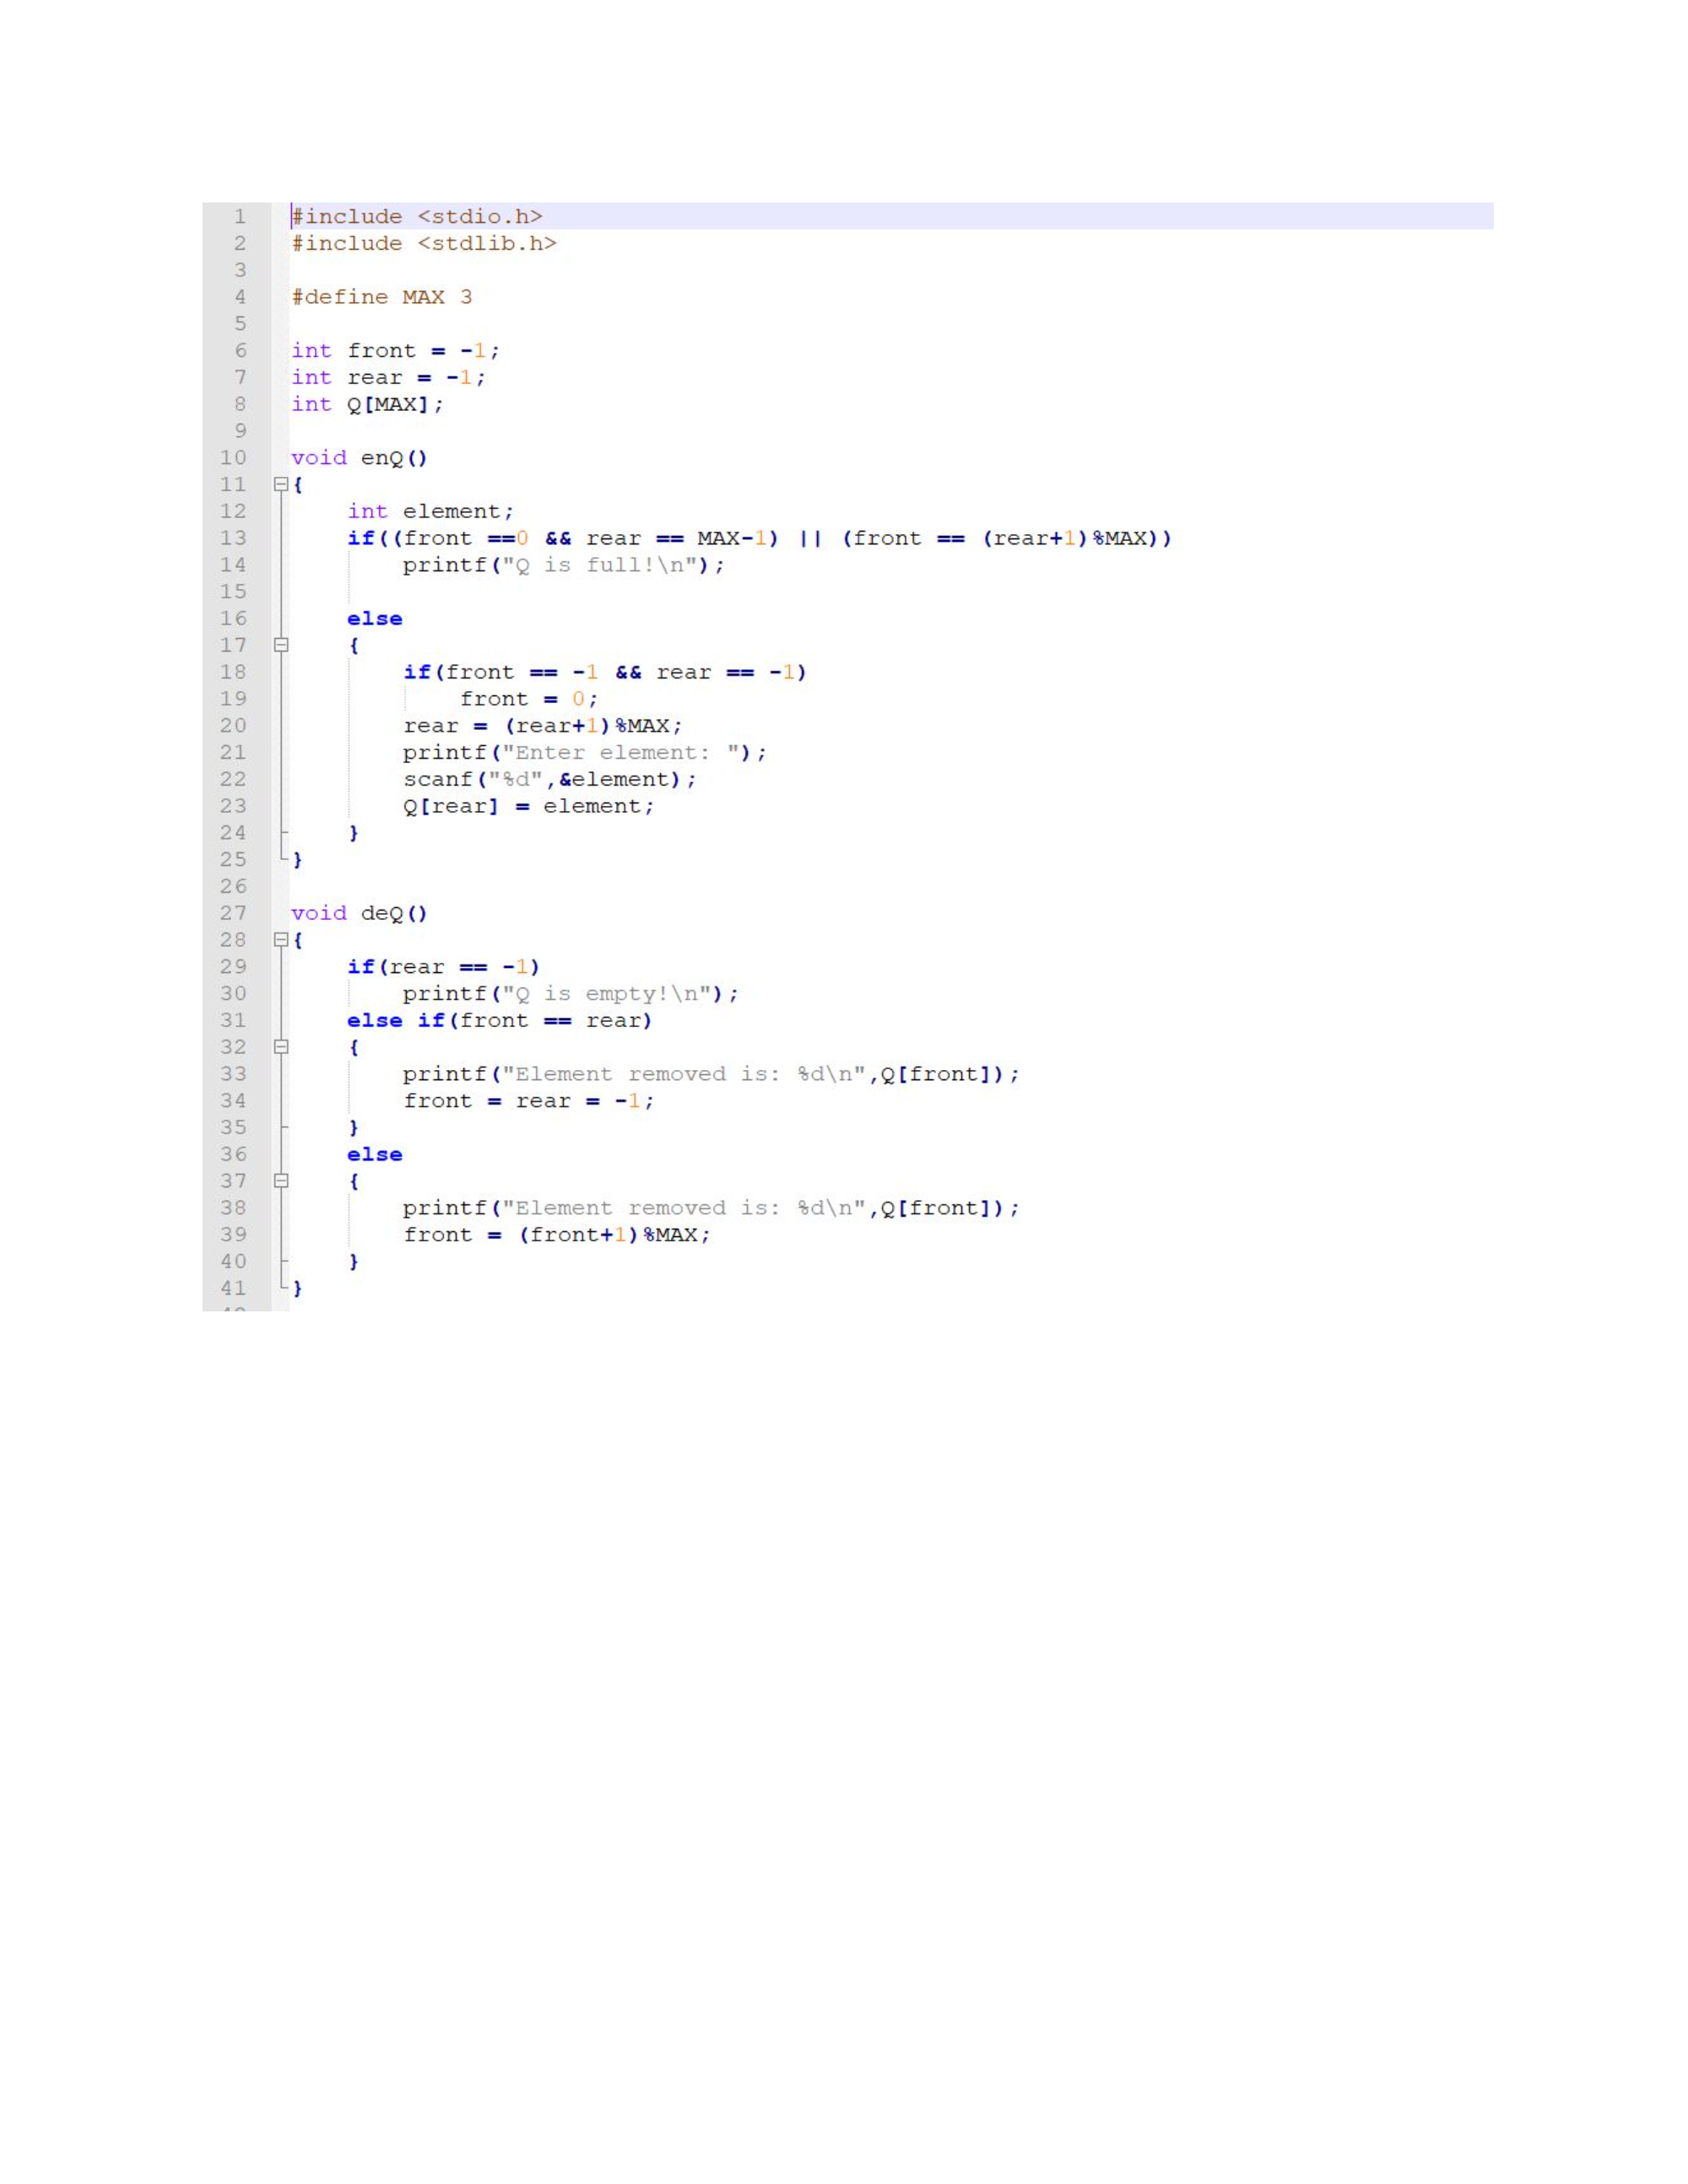 1 #include <stdio.h>
2 #include <stdlib.h>
3
4 #define MAX 3
5
6 int front = -1;
7 int rear = -1;
8 int Q[MAX];
9
10 void enQ()
11 {
12     int element;
13     if((front ==0 && rear == MAX-1) || (front == (rear+1)%MAX))
14         printf("Q is full!\n");
15
16     else
17     {
18         if(front == -1 && rear == -1)
19             front = 0;
20         rear = (rear+1)%MAX;
21         printf("Enter element: ");
22         scanf("%d",&element);
23         Q[rear] = element;
24     }
25 }
26
27 void deQ()
28 {
29     if(rear == -1)
30         printf("Q is empty!\n");
31     else if(front == rear)
32     {
33         printf("Element removed is: %d\n",Q[front]);
34         front = rear = -1;
35     }
36     else
37     {
38         printf("Element removed is: %d\n",Q[front]);
39         front = (front+1)%MAX;
40     }
41 }